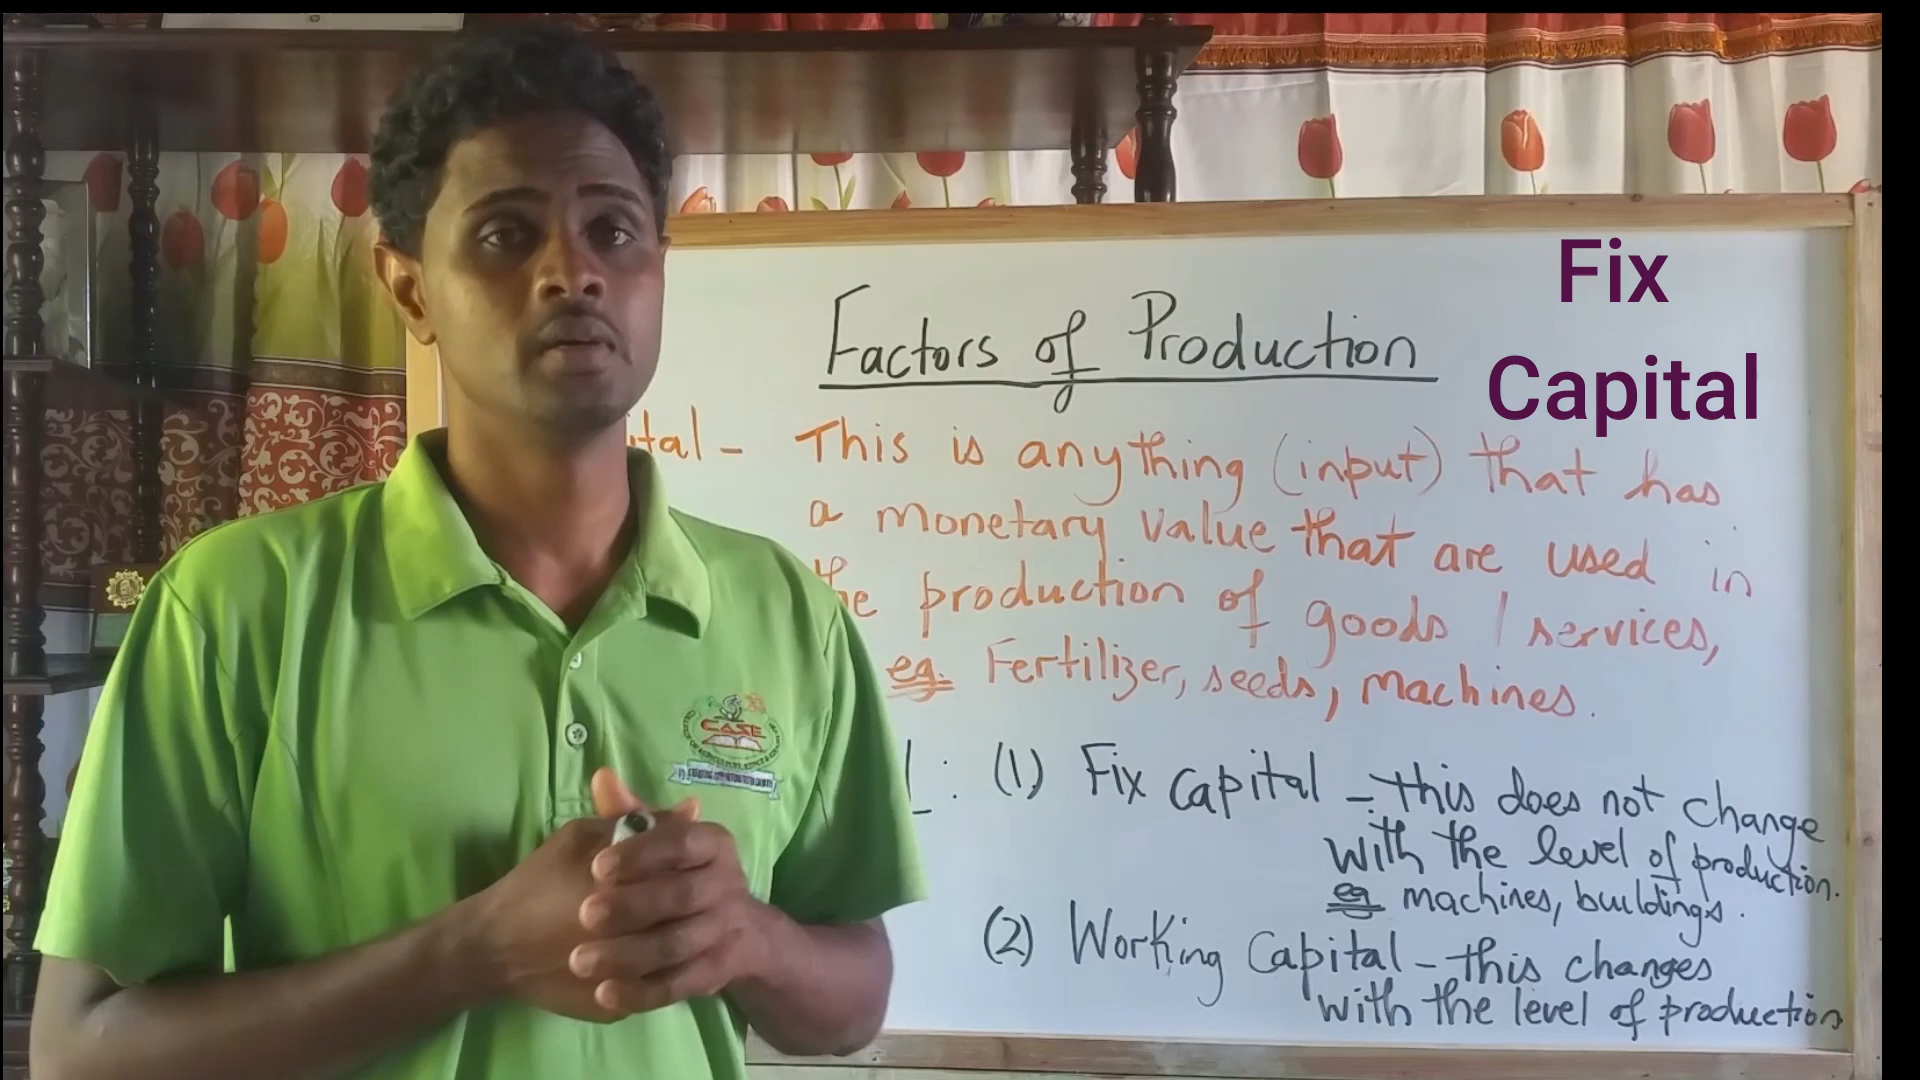 Fix
Capital
Factors of Production
ital - This is anything (input) that has
a monetary value that are used in
he production of goods / services,
eg. Fertilizer, seeds, machines.
L: (1) Fix capital - this does not change
with the level of production.
eg machines, buildings.
(2) Working Capital - this changes
with the level of production
CASE